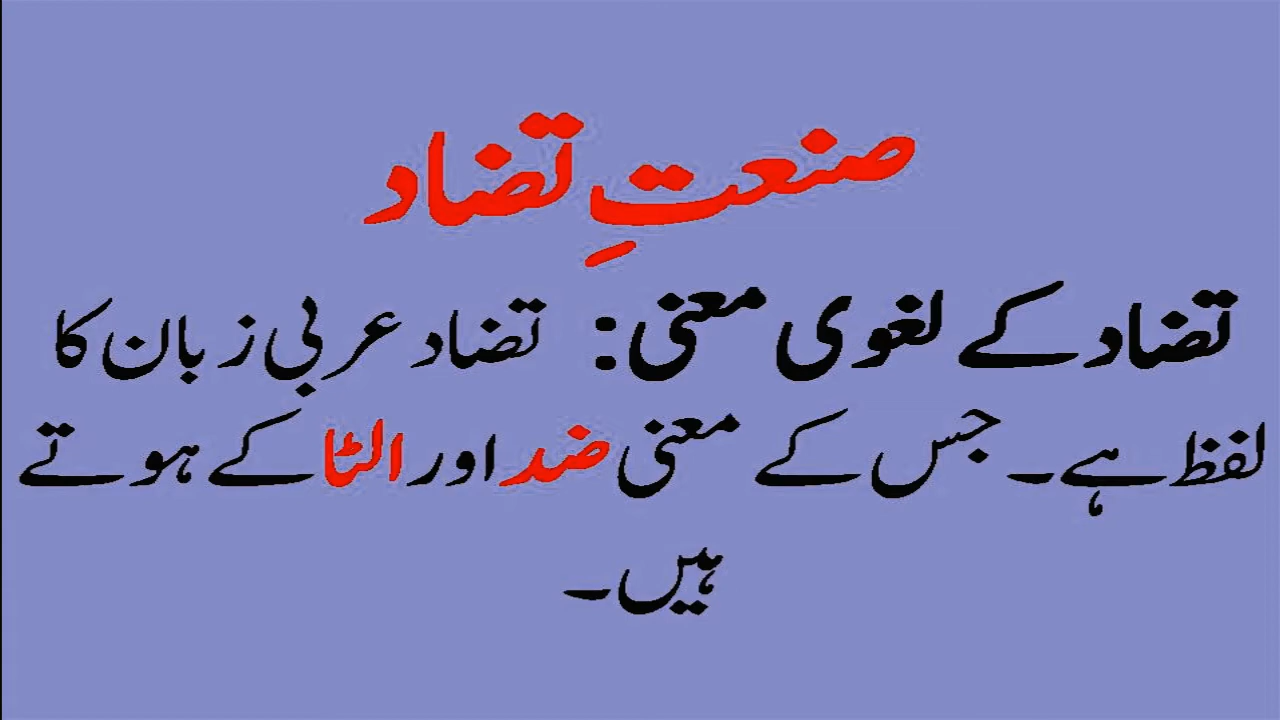 صنعتِ تضاد
تضاد کے لغوی معنی: تضاد عربی زبان کا
لفظ ہے۔ جس کے معنی ضد اور الٹا کے ہوتے
ہیں۔